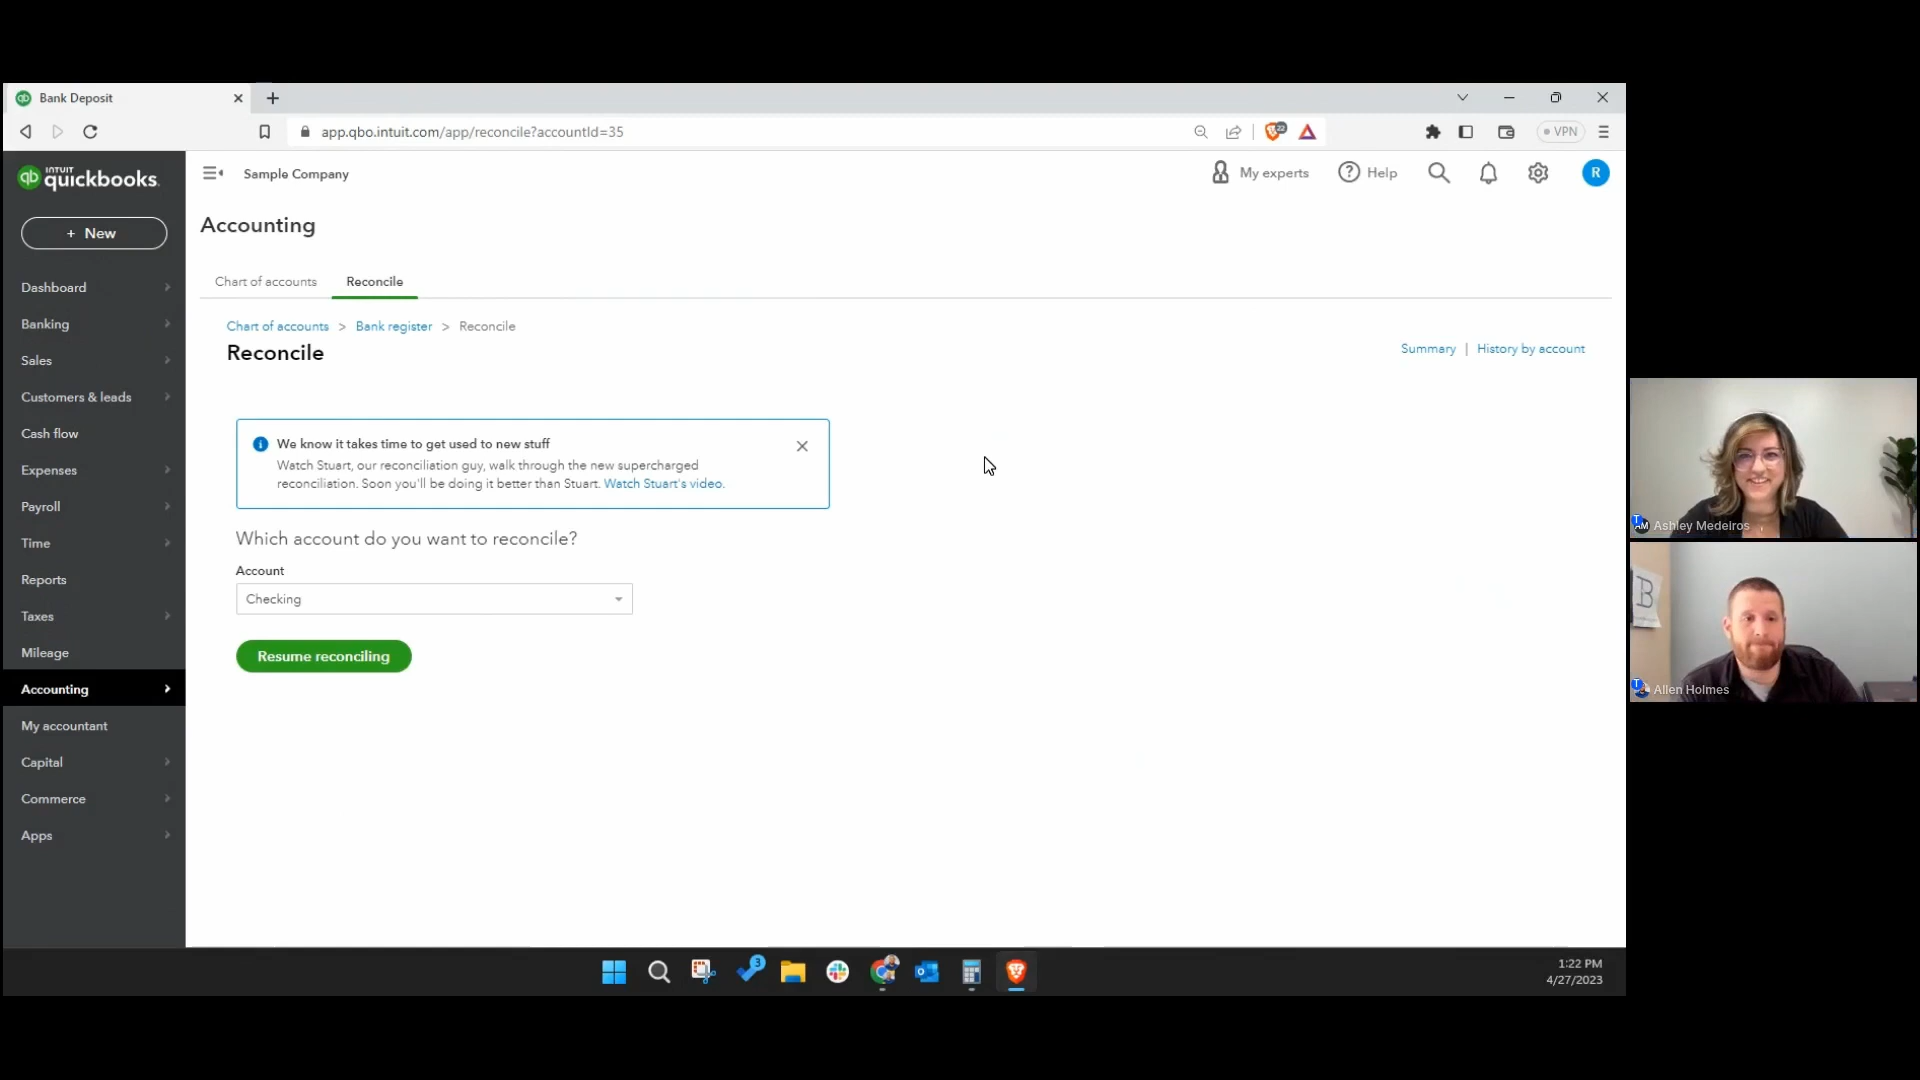 Bank Deposit
app.qbo.intuit.com/app/reconcile?accountId=35
22
VPN
INTUIT
qb quickbooks.
Sample Company
My experts
Help
R
+ New
Accounting
Dashboard
Chart of accounts
Reconcile
Banking
Chart of accounts > Bank register > Reconcile
Reconcile
Summary | History by account
Sales
Customers & leads
Cash flow
Expenses
Payroll
Time
Reports
Taxes
Mileage
Accounting
My accountant
Capital
Commerce
Apps
We know it takes time to get used to new stuff
Watch Stuart, our reconciliation guy, walk through the new supercharged
reconciliation. Soon you'll be doing it better than Stuart. Watch Stuart's video.
Which account do you want to reconcile?
Account
Checking
Resume reconciling
Ashley Medeiros
B
Allen Holmes
3
1:22 PM
4/27/2023